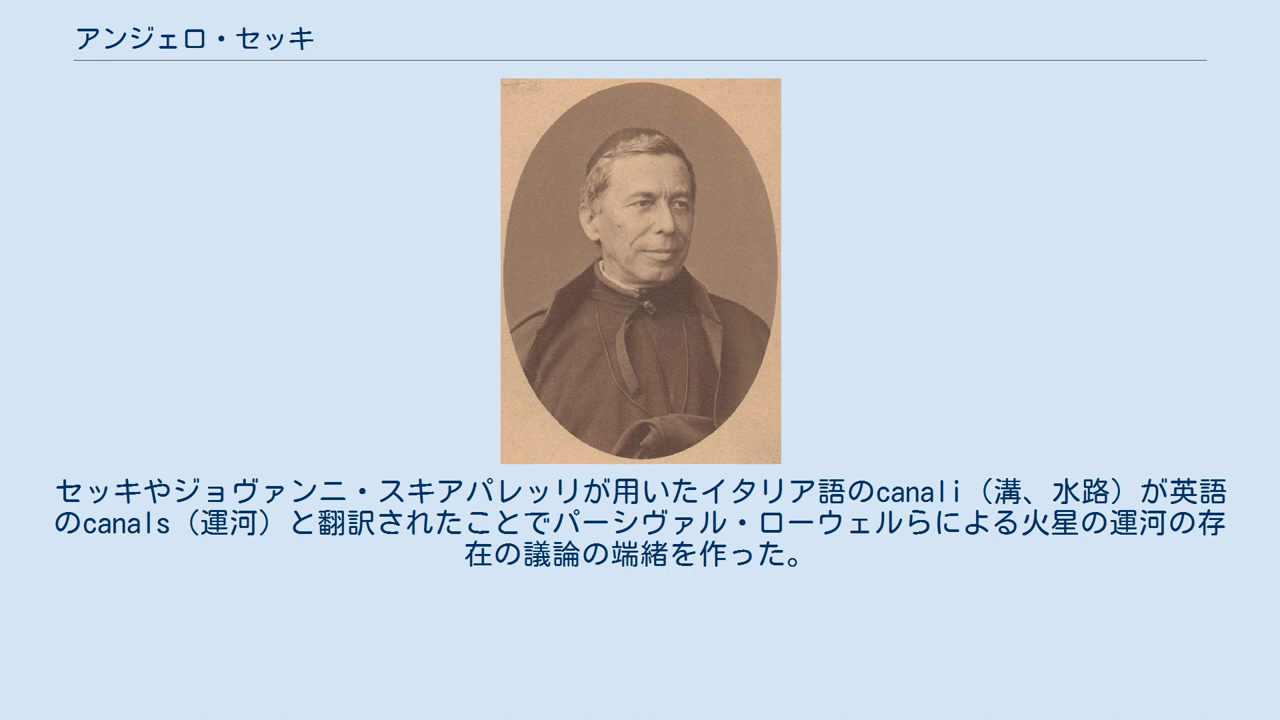 アンジェロ・セッキ
セッキやジョヴァンニ・スキアパレッリが用いたイタリア語のcanali（溝、水路）が英語
のcanals（運河）と翻訳されたことでパーシヴァル・ローウェルらによる火星の運河の存
在の議論の端緒を作った。